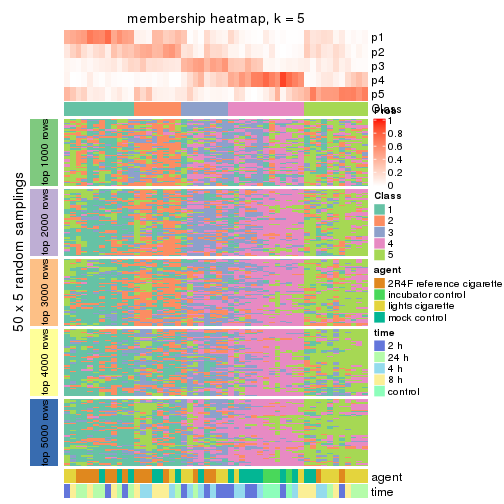 membership heatmap, k = 5
p1
p2
p3
p4
p5
Class
Prob
1
0.8
0.6
0.4
0.2
0
Class
1
2
3
4
5
agent
2R4F reference cigarette
incubator control
lights cigarette
mock control
time
2 h
24 h
4 h
8 h
control
50 x 5 random samplings
top 1000 rows
top 2000 rows
top 3000 rows
top 4000 rows
top 5000 rows
agent
time